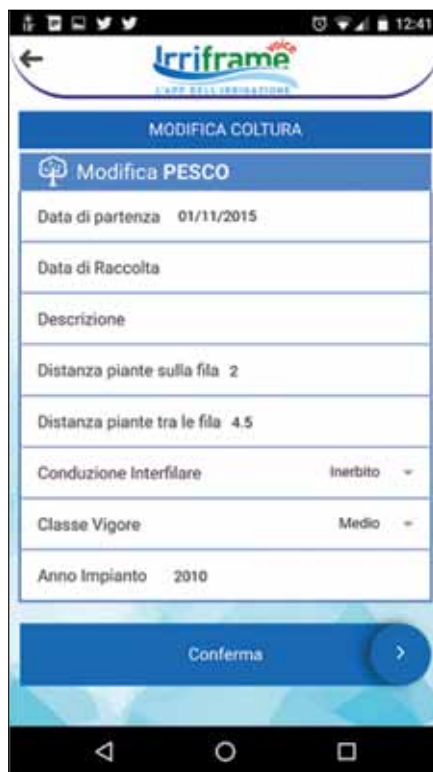 12:41
Irriframe
voice
L'APP DELL'IRRIGAZIONE
MODIFICA COLTURA
Modifica PESCO
Data di partenza 01/11/2015
Data di Raccolta
Descrizione
Distanza piante sulla fila 2
Distanza piante tra le fila 4.5
Conduzione Interfilare Inerbito
Classe Vigore Medio
Anno Impianto 2010
Conferma